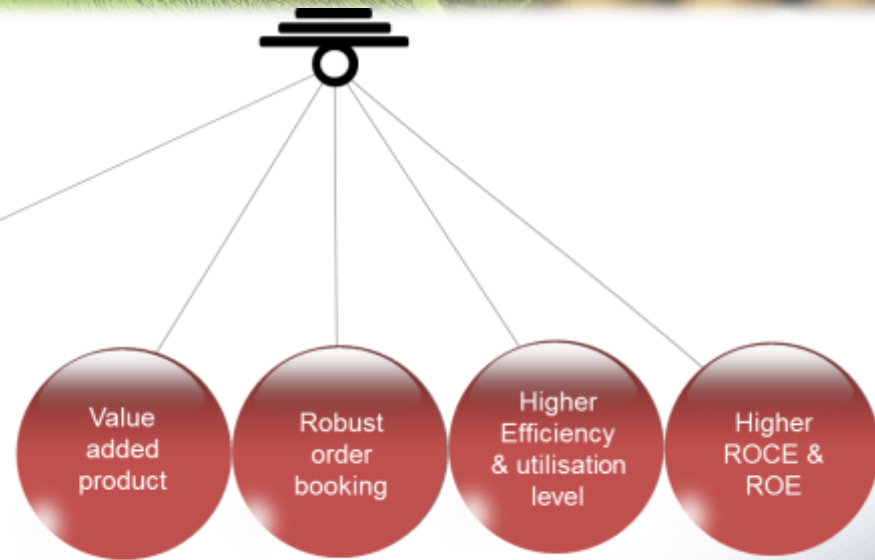 Value
added
product
Robust
order
booking
Higher
Efficiency
& utilisation
level
Higher
ROCE &
ROE